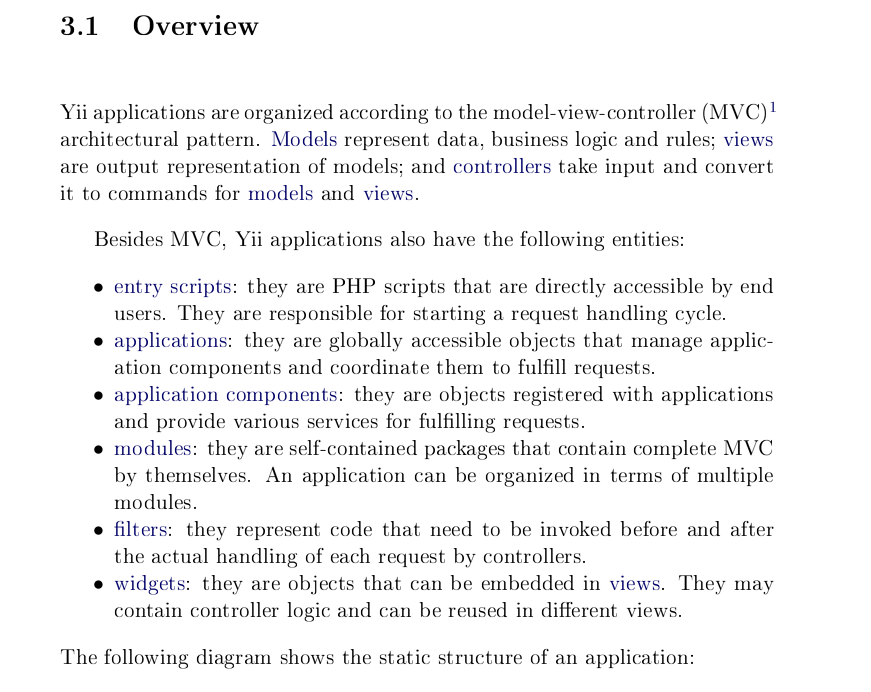 3.1 Overview
Yii applications are organized according to the model-view-controller (MVC)1
architectural pattern. Models represent data, business logic and rules; views
are output representation of models; and controllers take input and convert
it to commands for models and views.
Besides MVC, Yii applications also have the following entities:
• entry scripts: they are PHP scripts that are directly accessible by end
users. They are responsible for starting a request handling cycle.
• applications: they are globally accessible objects that manage applic-
ation components and coordinate them to fulfill requests.
• application components: they are objects registered with applications
and provide various services for fulfilling requests.
• modules: they are self-contained packages that contain complete MVC
by themselves. An application can be organized in terms of multiple
modules.
• filters: they represent code that need to be invoked before and after
the actual handling of each request by controllers.
• widgets: they are objects that can be embedded in views. They may
contain controller logic and can be reused in different views.
The following diagram shows the static structure of an application: